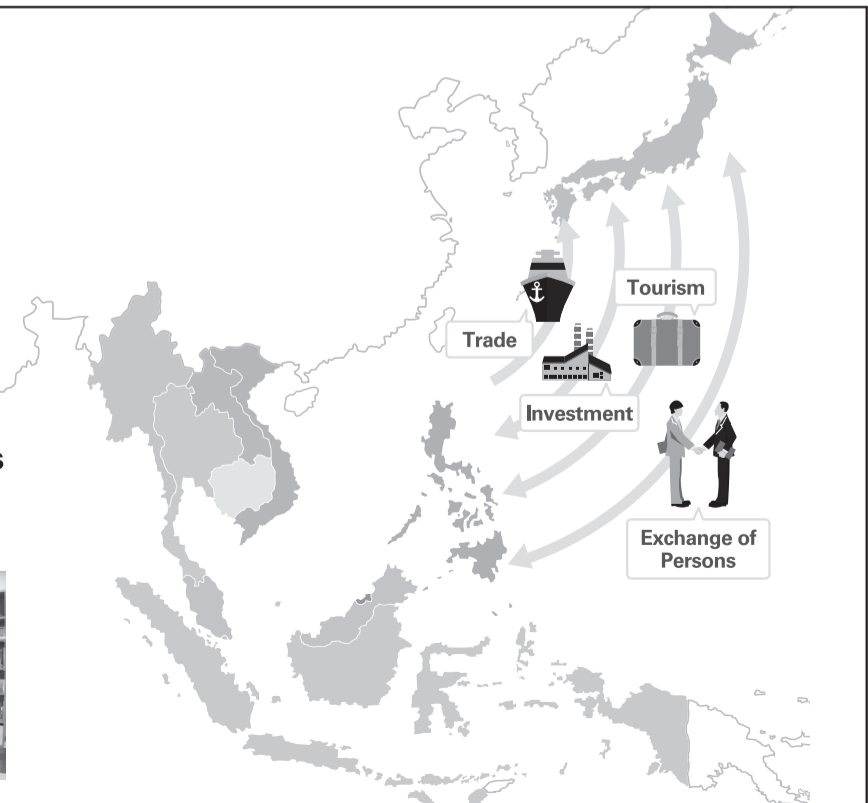 Tourism
Trade
Investment
Exchange of
Persons
s